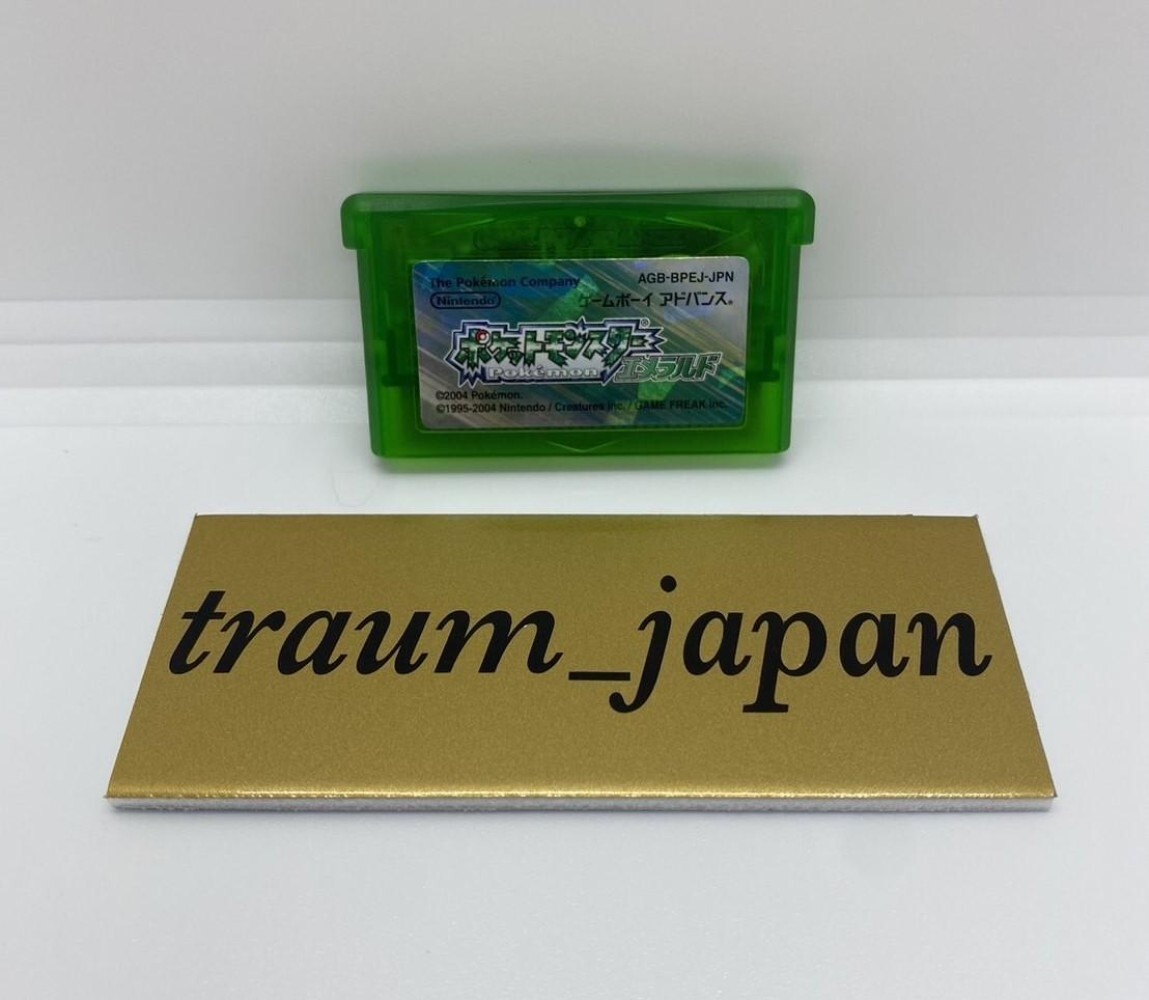 The Pokémon Company
AGB-BPEJ-JPN
Nintendo
ゲームボーイ アドバンス®
ポケットモンスター®
Pokémon エメラルド
©2004 Pokémon.
©1995-2004 Nintendo / Creatures inc. / GAME FREAK inc.
traum_japan